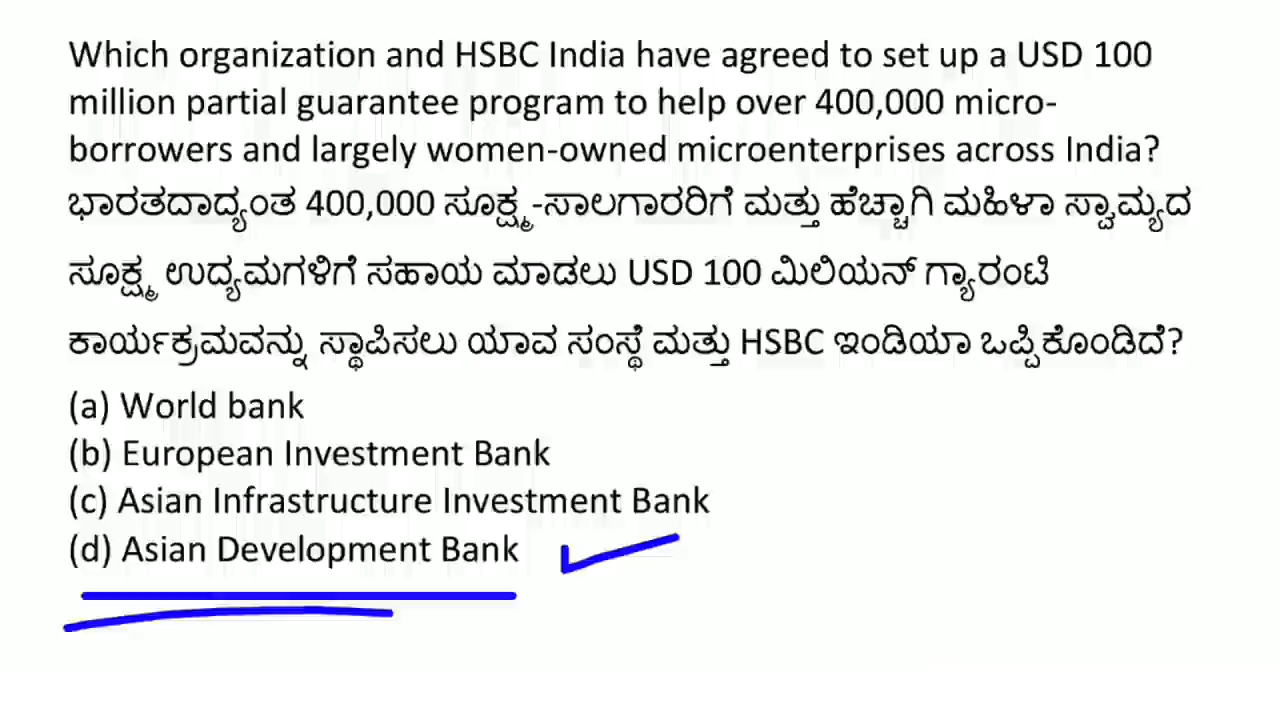 Which organization and HSBC India have agreed to set up a USD 100
million partial guarantee program to help over 400,000 micro-
borrowers and largely women-owned microenterprises across India?
ಭಾರತದಾದ್ಯಂತ 400,000 ಸೂಕ್ಷ್ಮ-ಸಾಲಗಾರರಿಗೆ ಮತ್ತು ಹೆಚ್ಚಾಗಿ ಮಹಿಳಾ ಸ್ವಾಮ್ಯದ
ಸೂಕ್ಷ್ಮ ಉದ್ಯಮಗಳಿಗೆ ಸಹಾಯ ಮಾಡಲು USD 100 ಮಿಲಿಯನ್ ಗ್ಯಾರಂಟಿ
ಕಾರ್ಯಕ್ರಮವನ್ನು ಸ್ಥಾಪಿಸಲು ಯಾವ ಸಂಸ್ಥೆ ಮತ್ತು HSBC ಇಂಡಿಯಾ ಒಪ್ಪಿಕೊಂಡಿದೆ?
(a) World bank
(b) European Investment Bank
(c) Asian Infrastructure Investment Bank
(d) Asian Development Bank